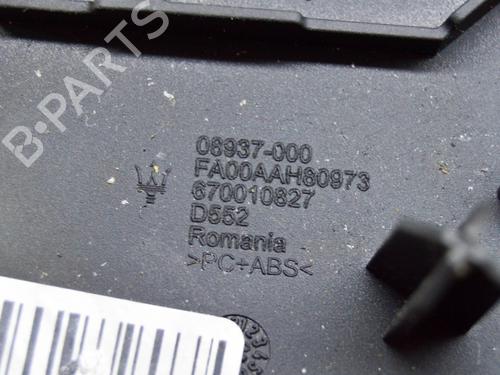 B-PARTS
08937-000
FA00AAH80973
670010827
D552
Romania
>PC+ABS<